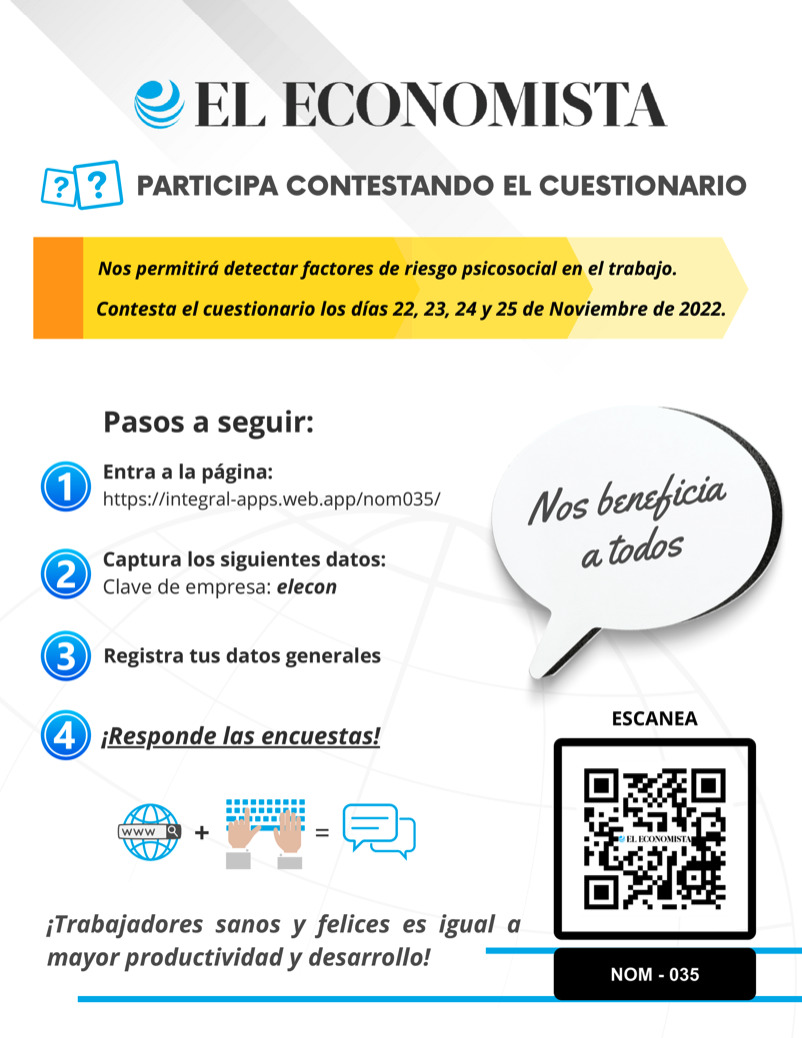 EL ECONOMISTA
? ? PARTICIPA CONTESTANDO EL CUESTIONARIO
Nos permitirá detectar factores de riesgo psicosocial en el trabajo.
Contesta el cuestionario los días 22, 23, 24 y 25 de Noviembre de 2022.
Pasos a seguir:
1 Entra a la página:
https://integral-apps.web.app/nom035/
2 Captura los siguientes datos:
Clave de empresa: elecon
3 Registra tus datos generales
4 ¡Responde las encuestas!
Nos beneficia
a todos
www + =
¡Trabajadores sanos y felices es igual a
mayor productividad y desarrollo!
ESCANEA
EL ECONOMISTA
NOM - 035